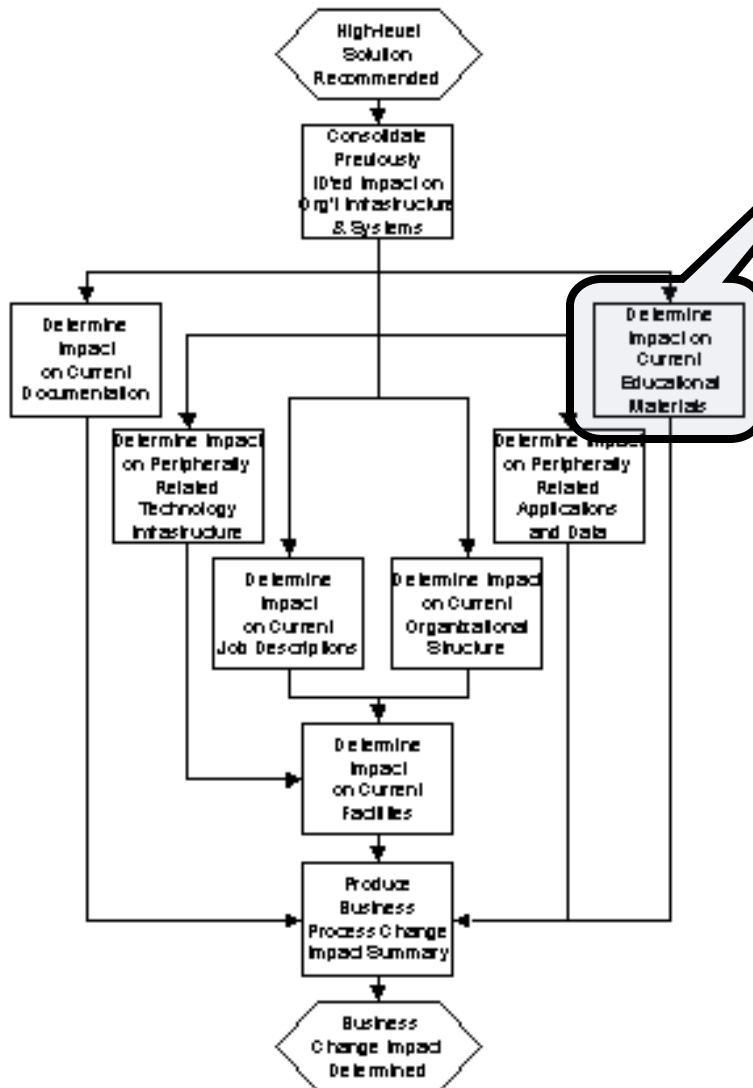 High-level
Solution
Recommended
Consolidate
Previously
ID'ed Impact on
Org'l Infrastructure
& Systems
Determine
Impact
on Current
Documentation
Determine
Impact on
Current
Educational
Materials
Determine Impact
on Peripherally
Related
Technology
Infrastructure
Determine Impact
on Peripherally
Related
Applications
and Data
Determine
Impact
on Current
Job Descriptions
Determine Impact
on Current
Organizational
Structure
Determine
Impact
on Current
Facilities
Produce
Business
Process Change
Impact Summary
Business
Change Impact
Determined